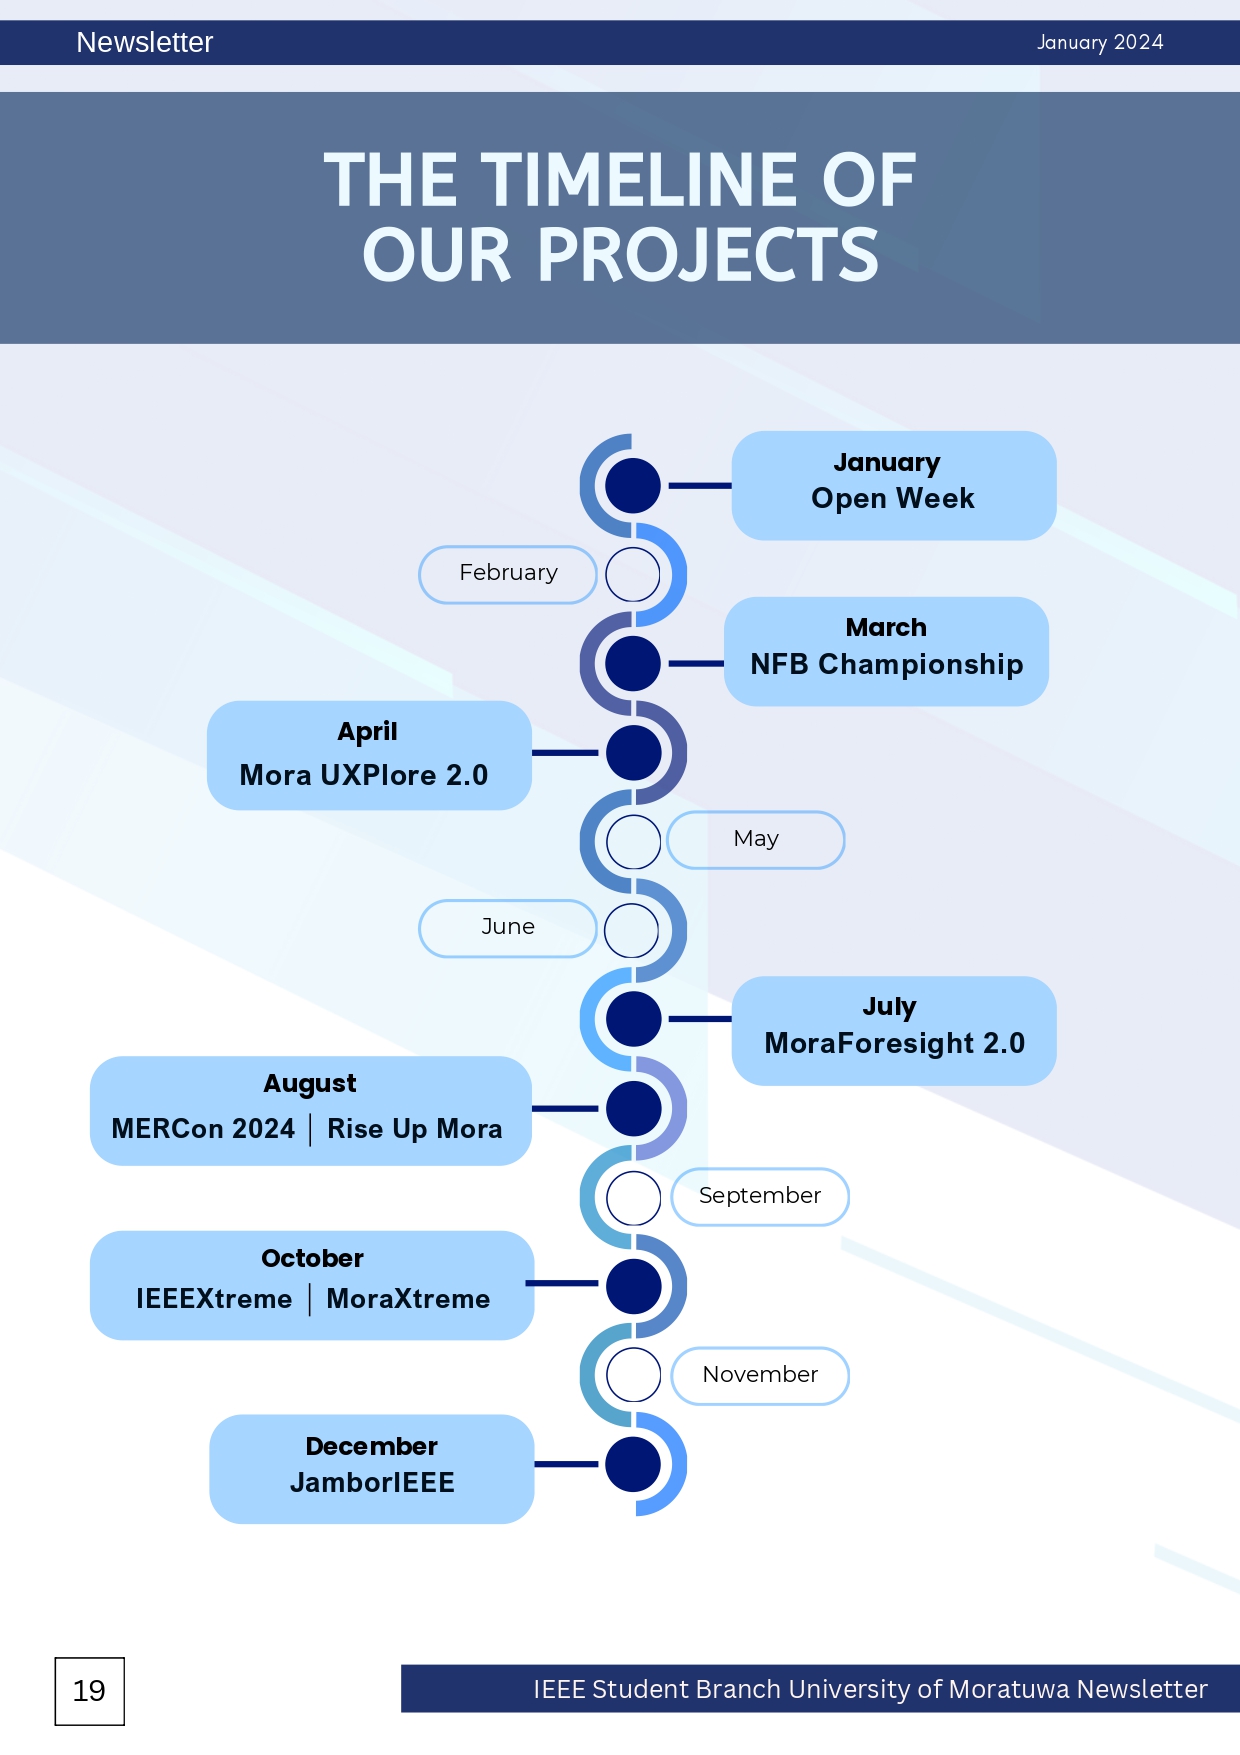 Newsletter
January 2024
THE TIMELINE OF
OUR PROJECTS
January
Open Week
February
March
NFB Championship
April
Mora UXPlore 2.0
May
June
July
MoraForesight 2.0
August
MERCon 2024 | Rise Up Mora
September
October
IEEEXtreme | MoraXtreme
November
December
JamborIEEE
19
IEEE Student Branch University of Moratuwa Newsletter